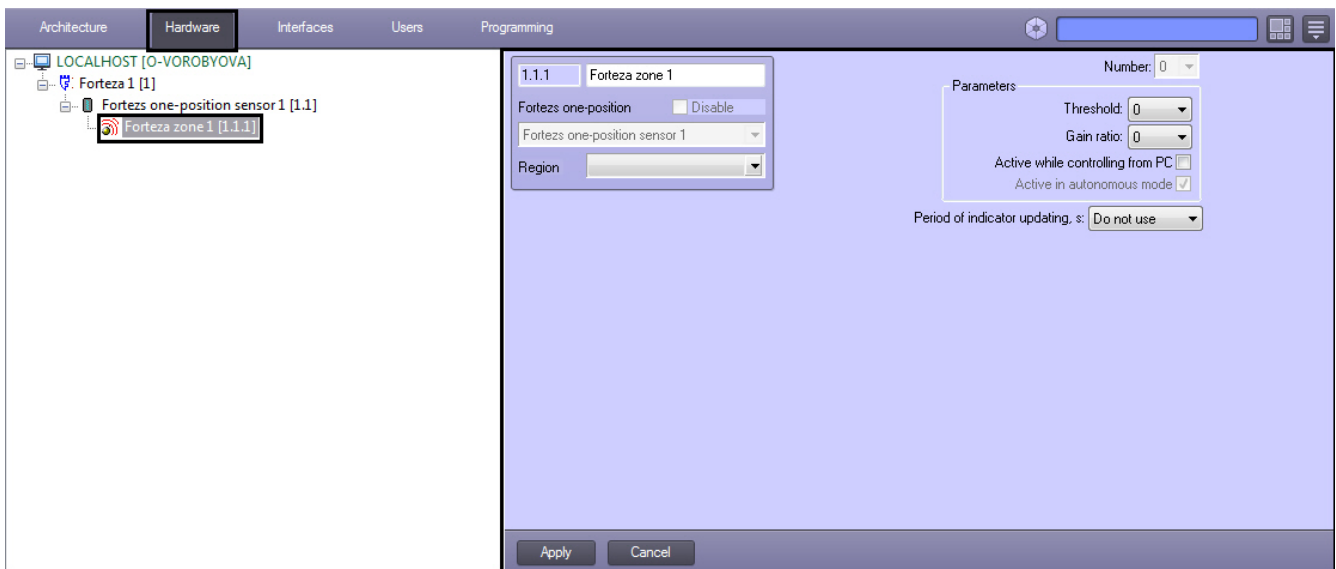 Architecture Hardware Interfaces Users Programming
LOCALHOST [O-VOROBYOVA]
Forteza 1 [1]
Fortezs one-position sensor 1 [1.1]
Forteza zone 1 [1.1.1]
1.1.1 Forteza zone 1
Fortezs one-position Disable
Fortezs one-position sensor 1
Region
Number: 0
Parameters
Threshold: 0
Gain ratio: 0
Active while controlling from PC
Active in autonomous mode
Period of indicator updating, s: Do not use
Apply Cancel